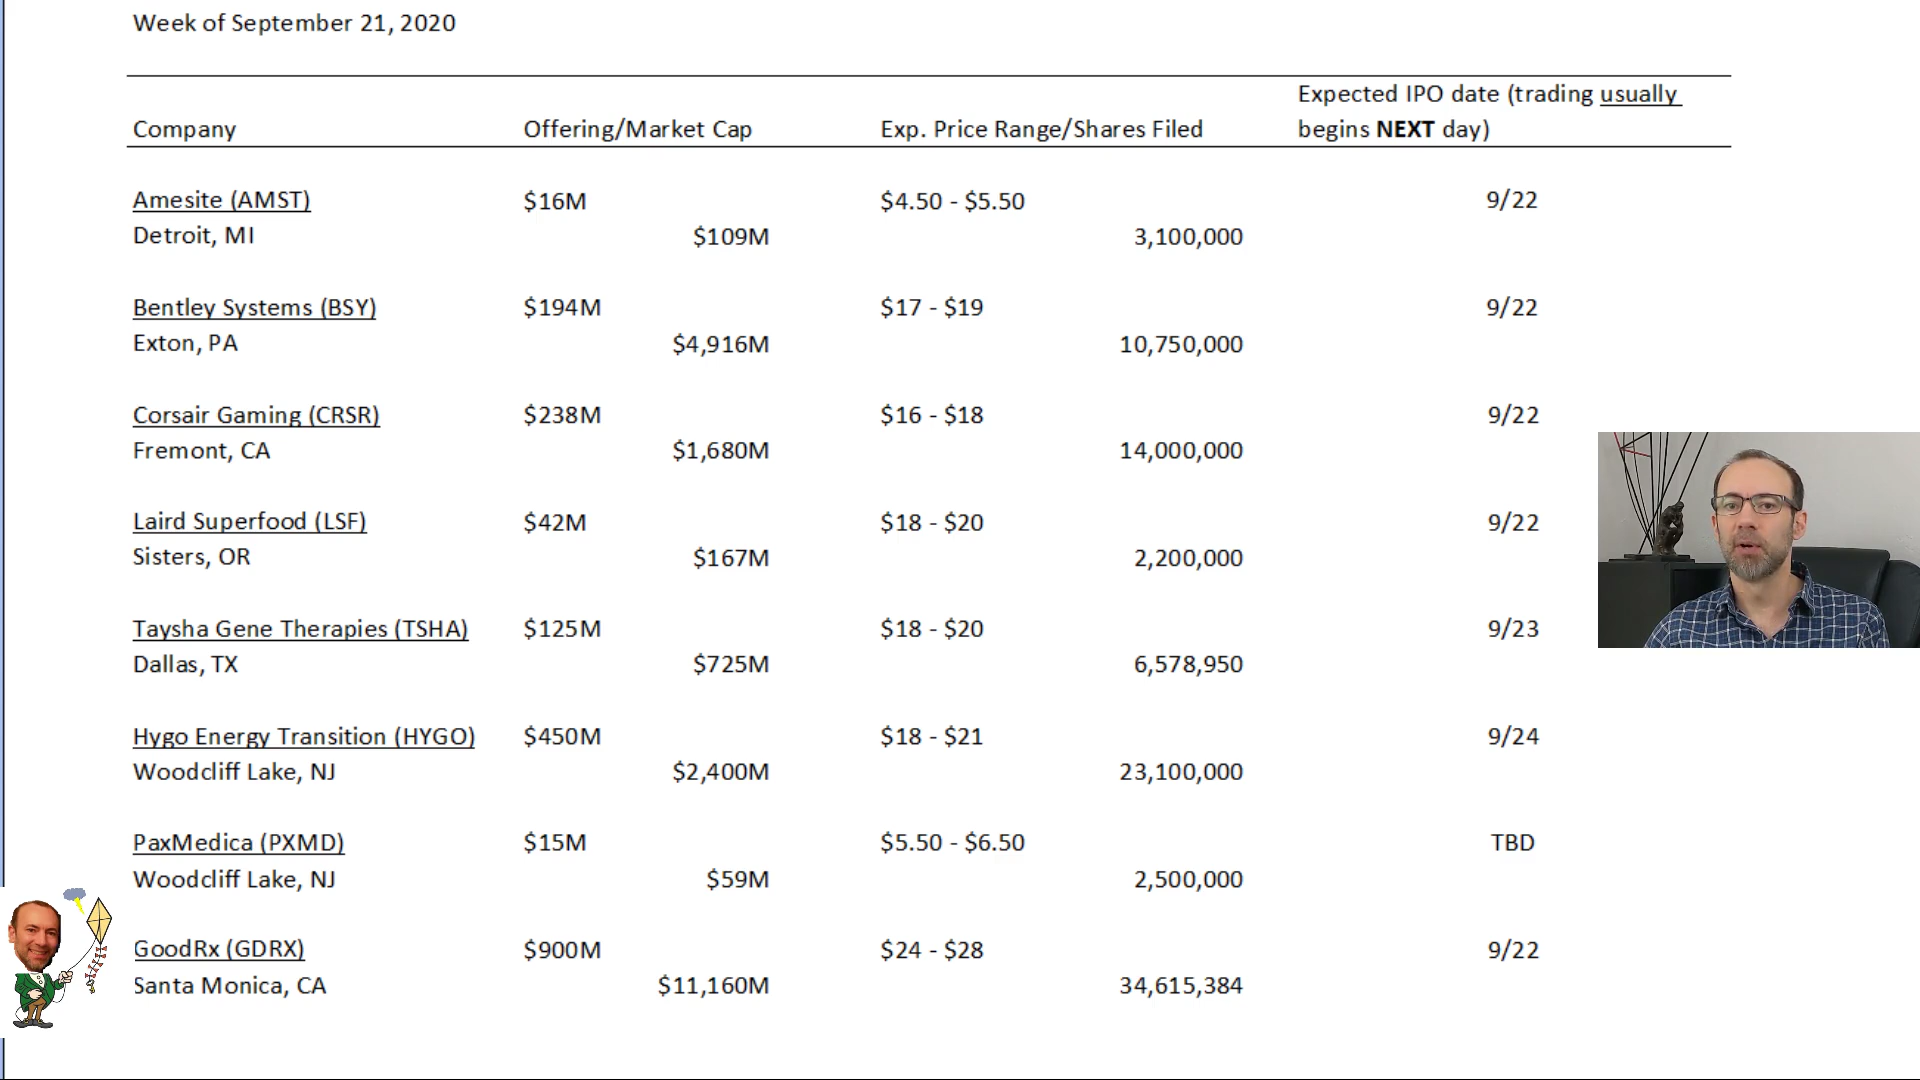 Week of September 21, 2020
Expected IPO date (trading usually
Company Offering/Market Cap Exp. Price Range/Shares Filed begins NEXT day)
Amesite (AMST) $16M $4.50 - $5.50 9/22
Detroit, MI $109M 3,100,000
Bentley Systems (BSY) $194M $17 - $19 9/22
Exton, PA $4,916M 10,750,000
Corsair Gaming (CRSR) $238M $16 - $18 9/22
Fremont, CA $1,680M 14,000,000
Laird Superfood (LSF) $42M $18 - $20 9/22
Sisters, OR $167M 2,200,000
Taysha Gene Therapies (TSHA) $125M $18 - $20 9/23
Dallas, TX $725M 6,578,950
Hygo Energy Transition (HYGO) $450M $18 - $21 9/24
Woodcliff Lake, NJ $2,400M 23,100,000
PaxMedica (PXMD) $15M $5.50 - $6.50 TBD
Woodcliff Lake, NJ $59M 2,500,000
GoodRx (GDRX) $900M $24 - $28 9/22
Santa Monica, CA $11,160M 34,615,384